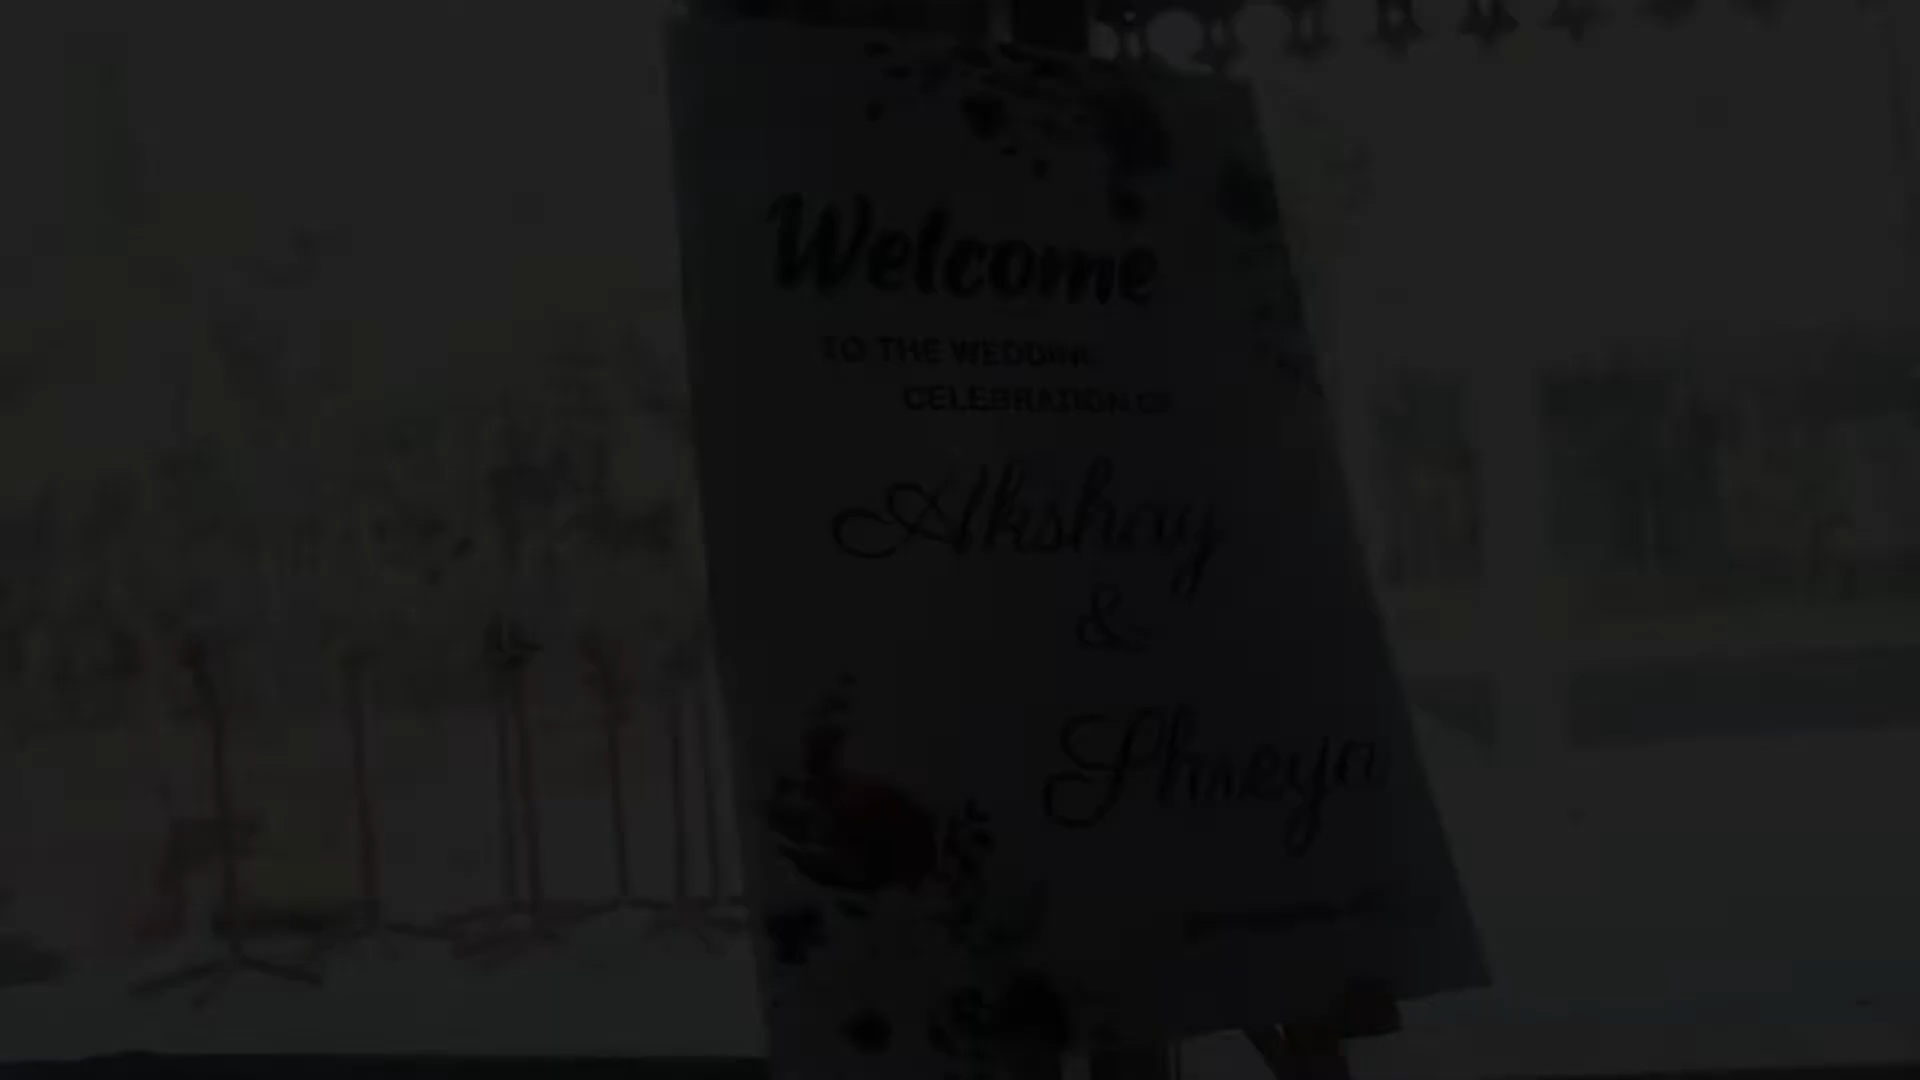 Welcome
TO THE WEDDING
CELEBRATION OF
Akshay
&
Shreya